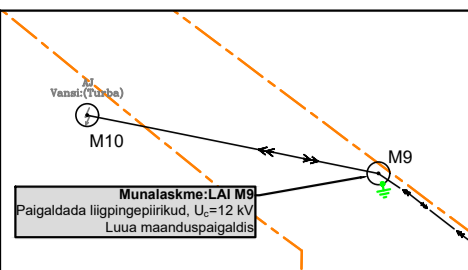 AJ
Vansi:(Turba)
M10
M9
Munalaskme:LAI M9
Paigaldada liigpingepiirikud, Uc=12 kV
Luua maanduspaigaldis